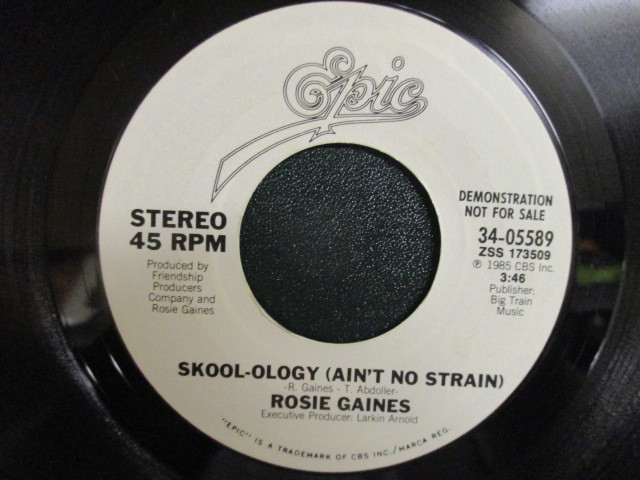 Epic
STEREO
45 RPM
Produced by
Friendship
Producers
Company and
Rosie Gaines
DEMONSTRATION
NOT FOR SALE
34-05589
ZSS 173509
℗ 1985 CBS Inc.
3:46
Publisher:
Big Train
Music
SKOOL-OLOGY (AIN'T NO STRAIN)
-R. Gaines - T. Abdoller-
ROSIE GAINES
Executive Producer: Larkin Arnold
"EPIC" IS A TRADEMARK OF CBS INC./MARCA REG.